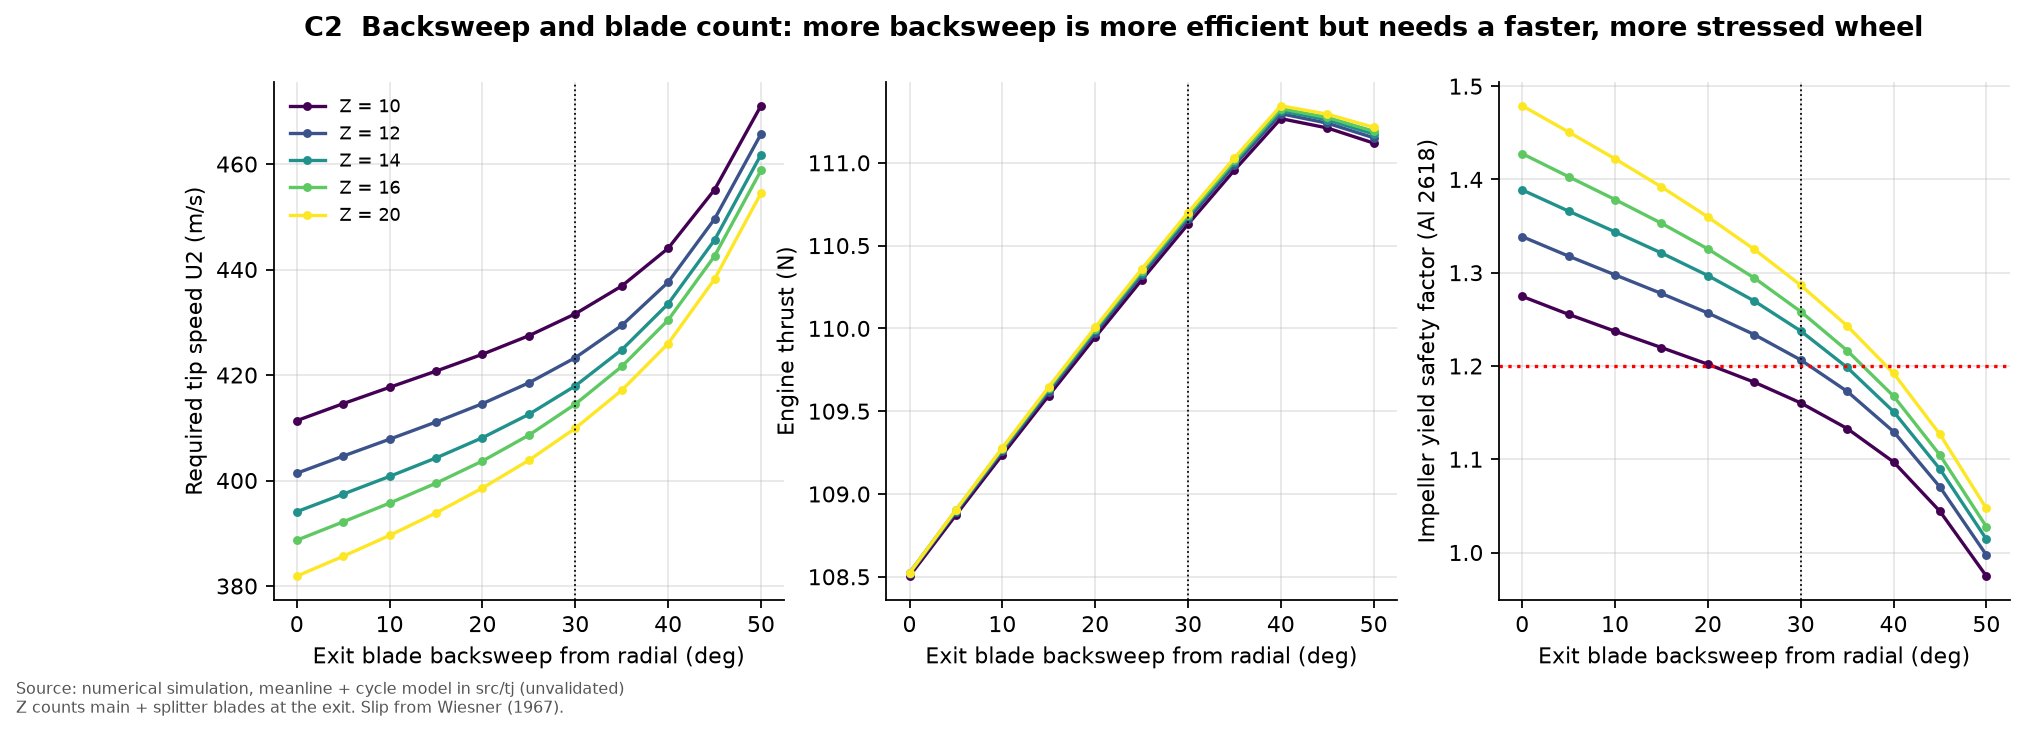 C2  Backsweep and blade count: more backsweep is more efficient but needs a faster, more stressed wheel
Required tip speed U2 (m/s)
460
440
420
400
380
Z = 10
Z = 12
Z = 14
Z = 16
Z = 20
0 10 20 30 40 50
Exit blade backsweep from radial (deg)
Engine thrust (N)
111.0
110.5
110.0
109.5
109.0
108.5
0 10 20 30 40 50
Exit blade backsweep from radial (deg)
Impeller yield safety factor (Al 2618)
1.5
1.4
1.3
1.2
1.1
1.0
0 10 20 30 40 50
Exit blade backsweep from radial (deg)
Source: numerical simulation, meanline + cycle model in src/tj (unvalidated)
Z counts main + splitter blades at the exit. Slip from Wiesner (1967).